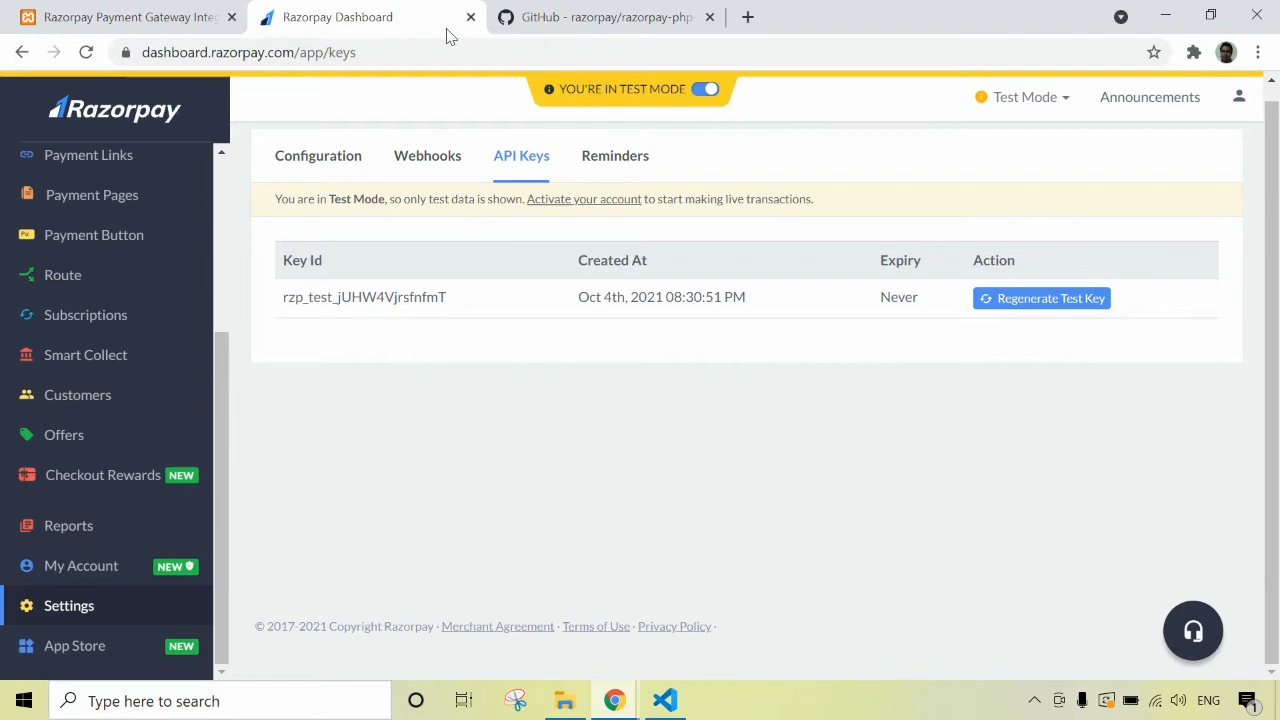 Razorpay Payment Gateway Integ
Razorpay Dashboard
GitHub - razorpay/razorpay-php-
dashboard.razorpay.com/app/keys
Razorpay
YOU'RE IN TEST MODE
Test Mode
Announcements
Payment Links
Payment Pages
Payment Button
Route
Subscriptions
Smart Collect
Customers
Offers
Checkout Rewards NEW
Reports
My Account NEW
Settings
App Store NEW
Configuration
Webhooks
API Keys
Reminders
You are in Test Mode, so only test data is shown. Activate your account to start making live transactions.
Key Id Created At Expiry Action
rzp_test_jUHW4VjrsfnfmT Oct 4th, 2021 08:30:51 PM Never Regenerate Test Key
© 2017-2021 Copyright Razorpay · Merchant Agreement · Terms of Use · Privacy Policy ·
Type here to search
ENG
1